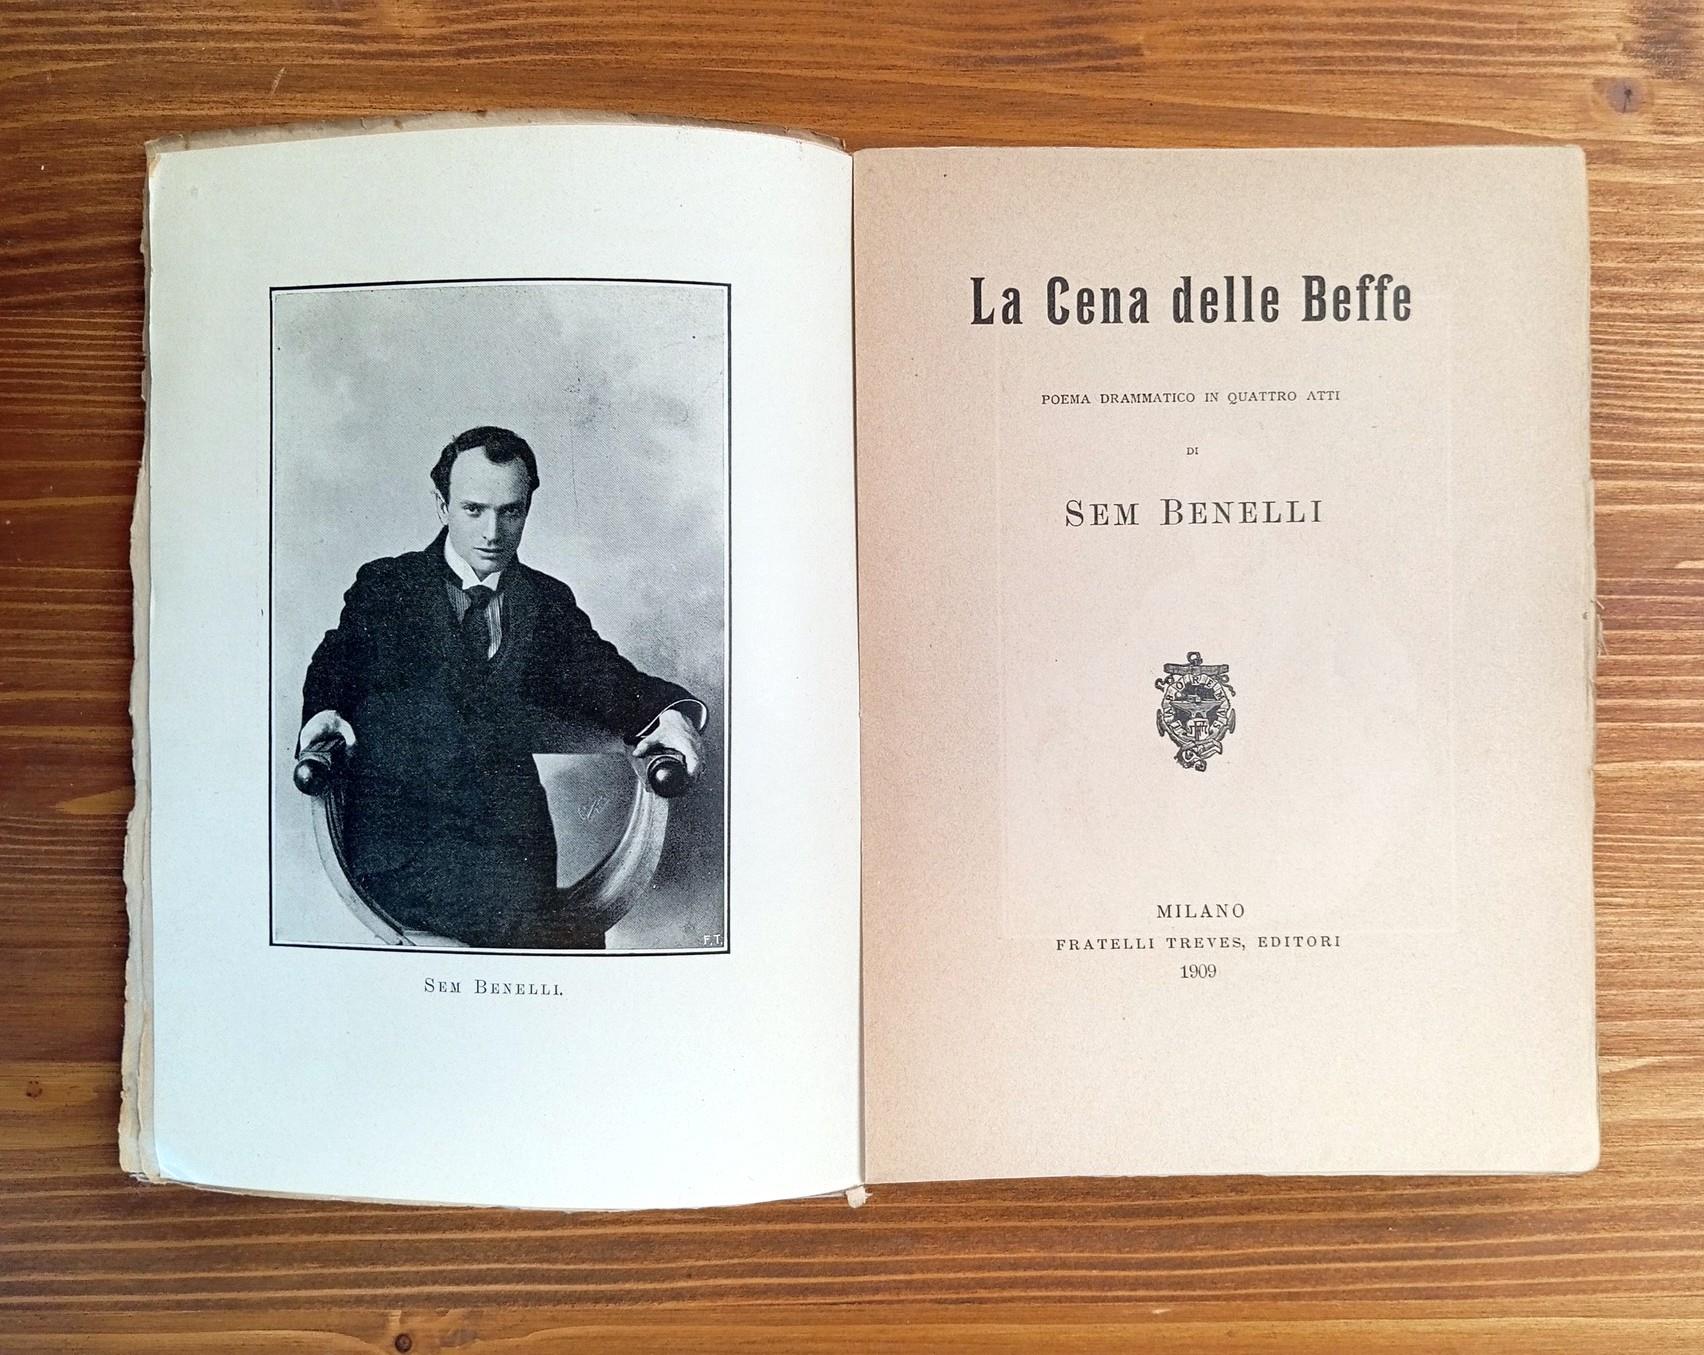 F.T.
SEM BENELLI.
La Cena delle Beffe
POEMA DRAMMATICO IN QUATTRO ATTI
DI
SEM BENELLI
LABOREMUS
MILANO
FRATELLI TREVES, EDITORI
1909